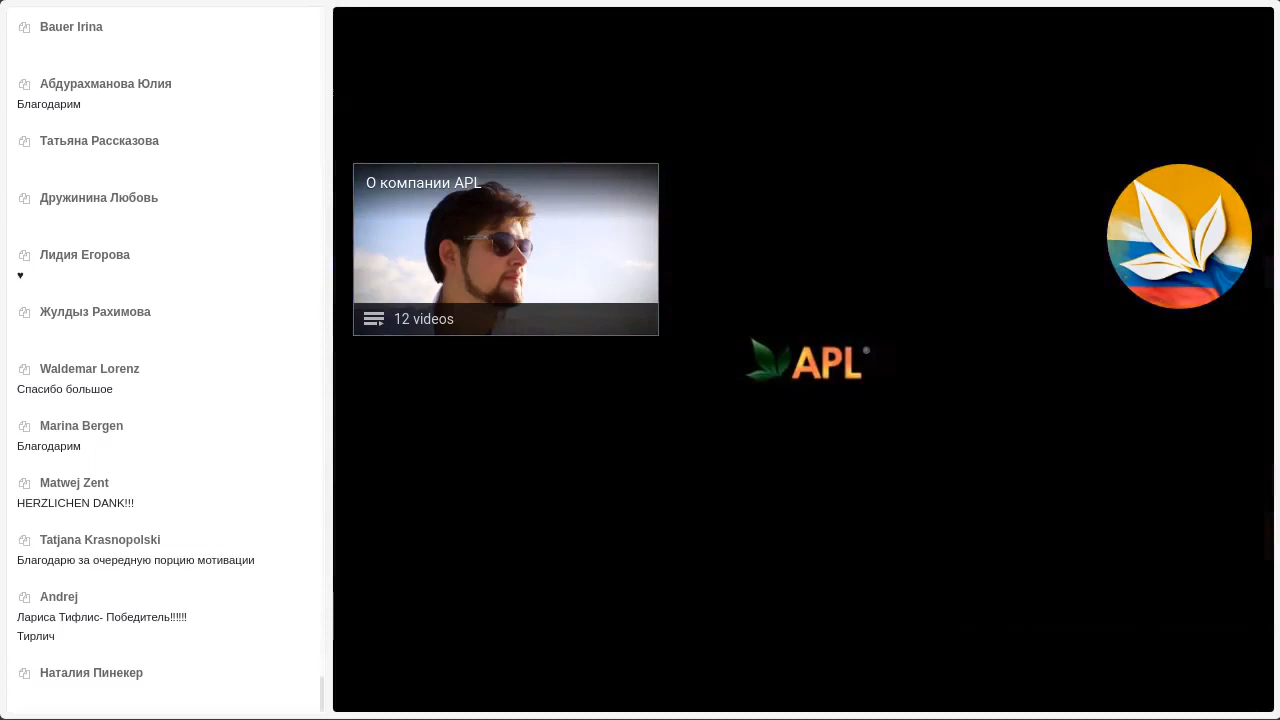 Bauer Irina
Абдурахманова Юлия
Благодарим
Татьяна Рассказова
Дружинина Любовь
Лидия Егорова
♥
Жулдыз Рахимова
Waldemar Lorenz
Спасибо большое
Marina Bergen
Благодарим
Matwej Zent
HERZLICHEN DANK!!!
Tatjana Krasnopolski
Благодарю за очередную порцию мотивации
Andrej
Лариса Тифлис- Победитель!!!!!!
Тирлич
Наталия Пинекер
О компании APL
12 videos
APL®